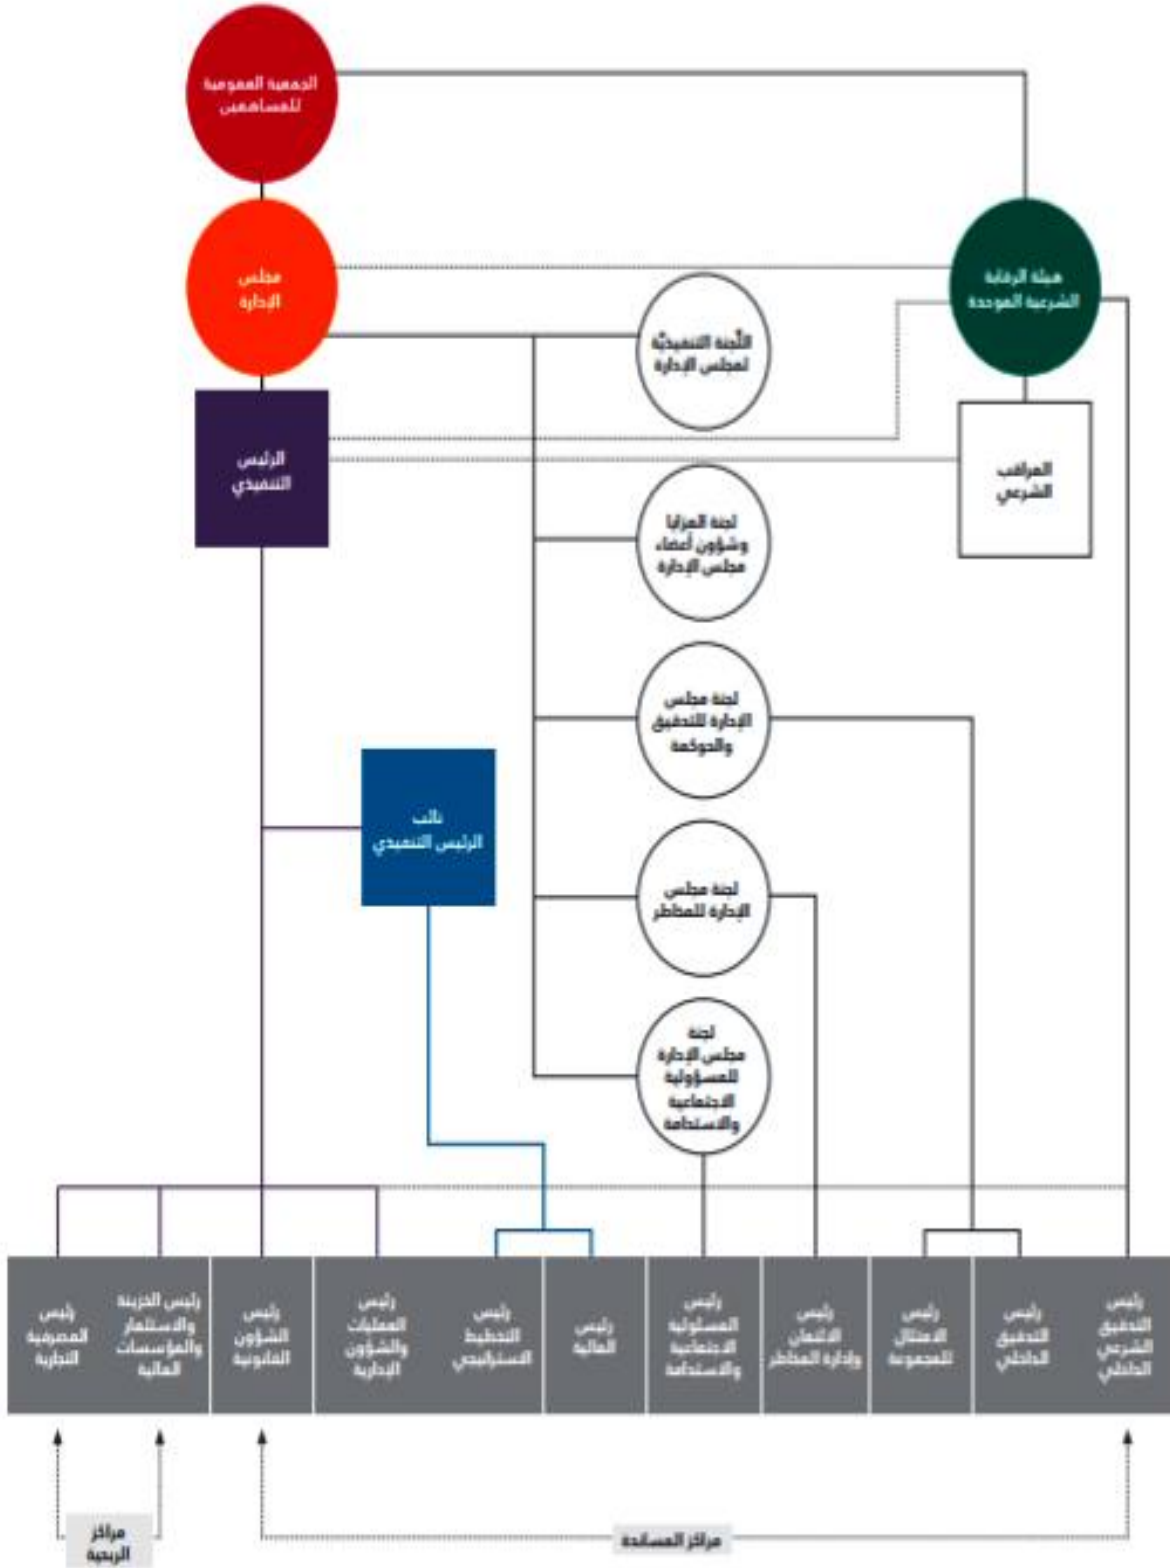 الجمعية العمومية
للمساهمين
هيئة الرقابة
الشرعية الموحدة
مجلس
الإدارة
اللّجنة التنفيذيّة
لمجلس الإدارة
المراقب
الشرعي
الرئيس
التنفيذي
لجنة المزايا
وشؤون أعضاء
مجلس الإدارة
لجنة مجلس
الإدارة للتدقيق
والحوكمة
نائب
الرئيس التنفيذي
لجنة مجلس
الإدارة للمخاطر
لجنة
مجلس الإدارة
للمسؤولية
الاجتماعية
والاستدامة
رئيس
التدقيق
الشرعي
الداخلي
رئيس
التدقيق
الداخلي
رئيس
الامتثال
للمجموعة
رئيس
الائتمان
وإدارة المخاطر
رئيس
المسئولية
الاجتماعية
والاستدامة
رئيس
المالية
رئيس
التخطيط
الاستراتيجي
رئيس
العمليات
والشؤون
الإدارية
رئيس
الشؤون
القانونية
رئيس الخزينة
والاستثمار
والمؤسسات
المالية
رئيس
المصرفية
التجارية
مراكز المساندة
مراكز
الربحية